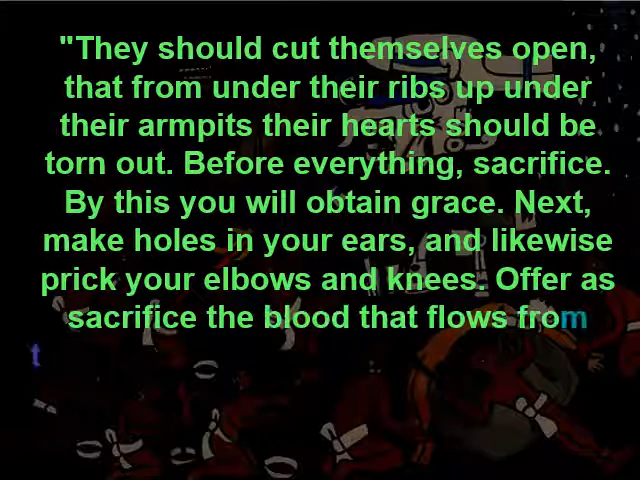 "They should cut themselves open,
that from under their ribs up under
their armpits their hearts should be
torn out. Before everything, sacrifice.
By this you will obtain grace. Next,
make holes in your ears, and likewise
prick your elbows and knees. Offer as
sacrifice the blood that flows from
t